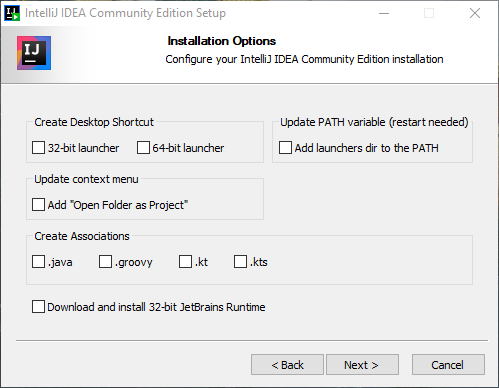 IntelliJ IDEA Community Edition Setup
IJ
Installation Options
Configure your IntelliJ IDEA Community Edition installation
Create Desktop Shortcut
32-bit launcher
64-bit launcher
Update PATH variable (restart needed)
Add launchers dir to the PATH
Update context menu
Add "Open Folder as Project"
Create Associations
.java
.groovy
.kt
.kts
Download and install 32-bit JetBrains Runtime
< Back
Next >
Cancel